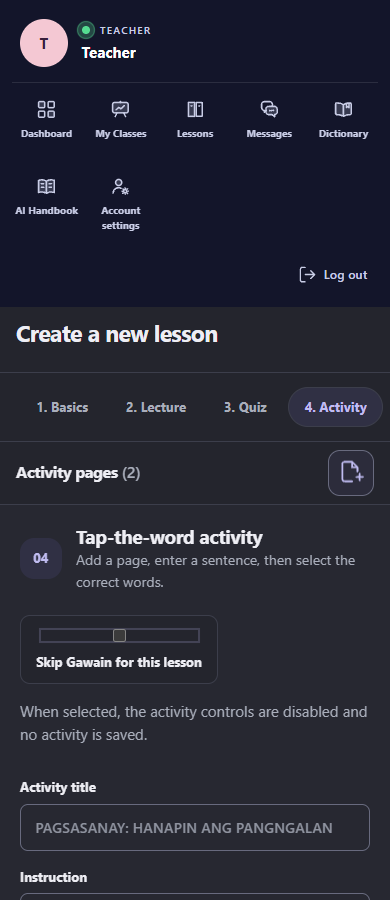 T
TEACHER
Teacher
Dashboard
My Classes
Lessons
Messages
Dictionary
AI Handbook
Account
settings
Log out
Create a new lesson
1. Basics
2. Lecture
3. Quiz
4. Activity
Activity pages (2)
04
Tap-the-word activity
Add a page, enter a sentence, then select the
correct words.
Skip Gawain for this lesson
When selected, the activity controls are disabled and
no activity is saved.
Activity title
PAGSASANAY: HANAPIN ANG PANGNGALAN
Instruction